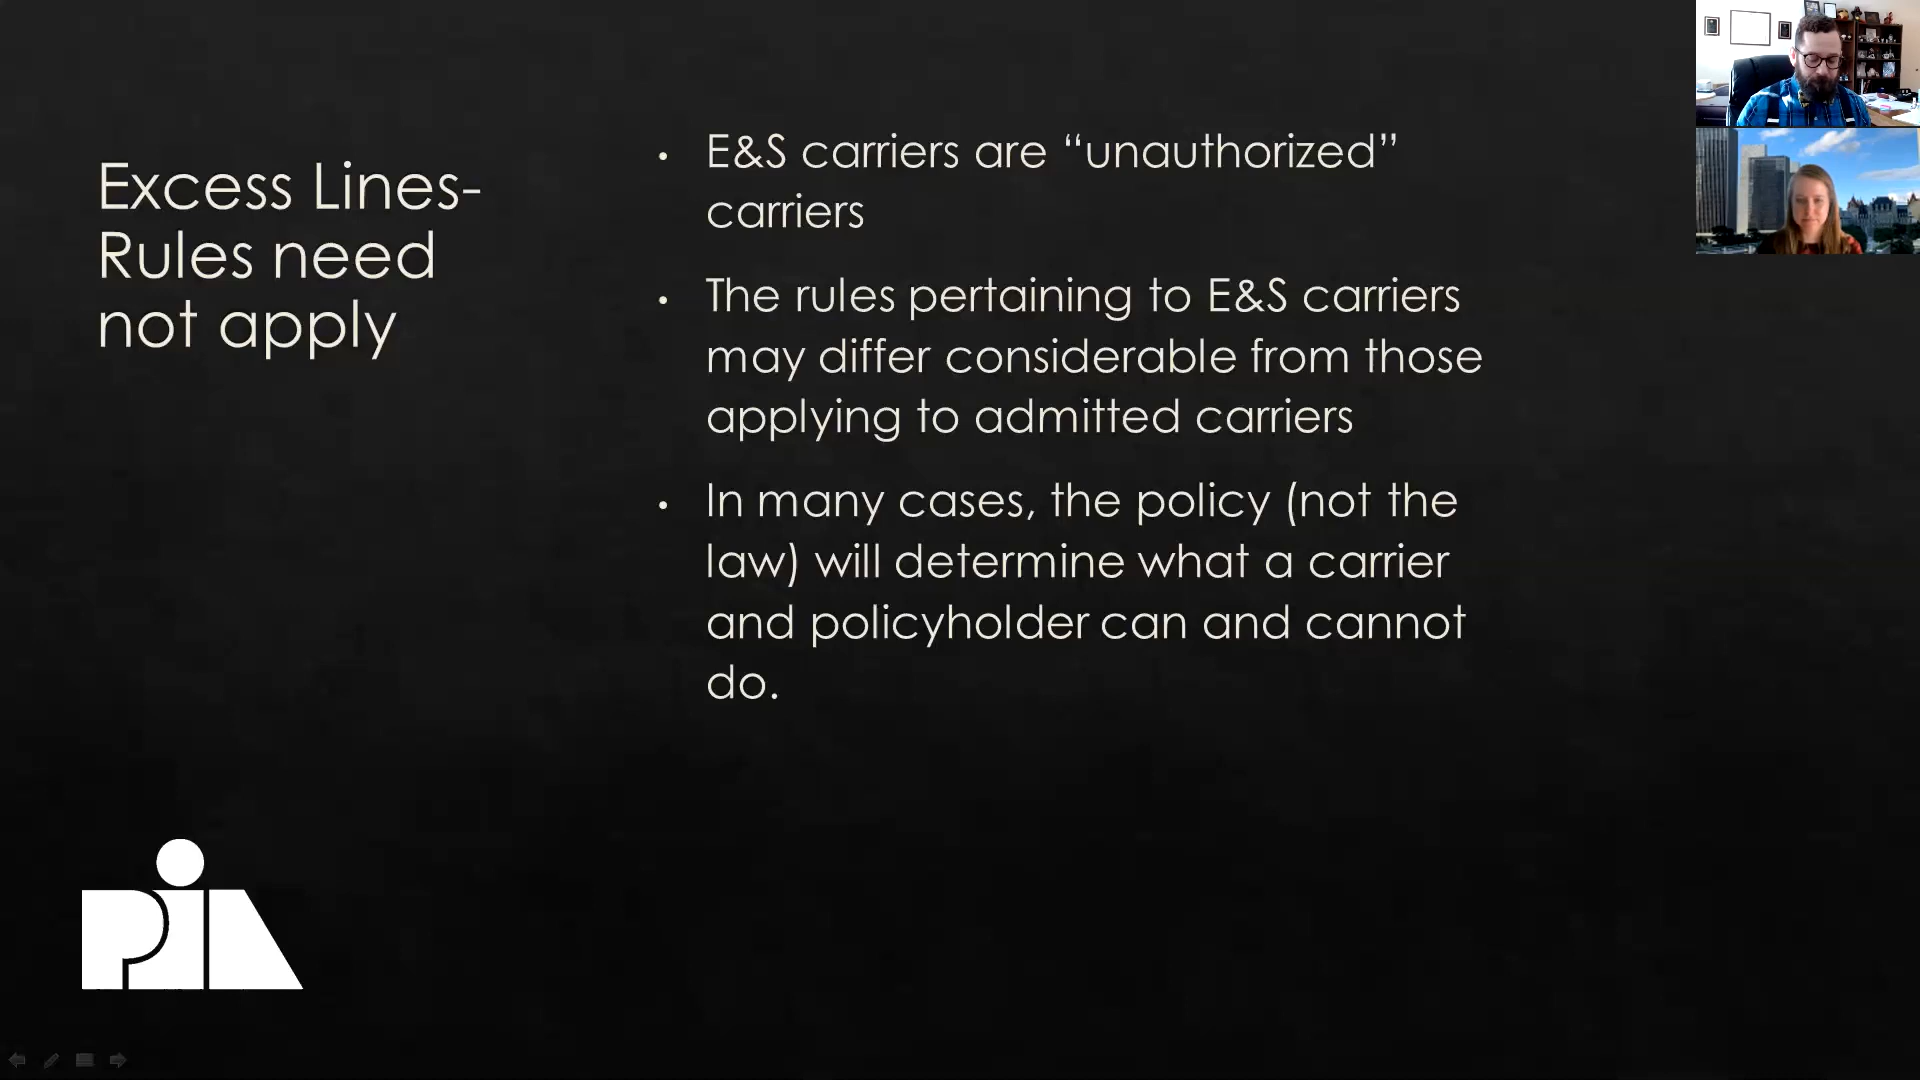 Excess Lines-
Rules need
not apply
• E&S carriers are “unauthorized”
carriers
• The rules pertaining to E&S carriers
may differ considerable from those
applying to admitted carriers
• In many cases, the policy (not the
law) will determine what a carrier
and policyholder can and cannot
do.
PIA